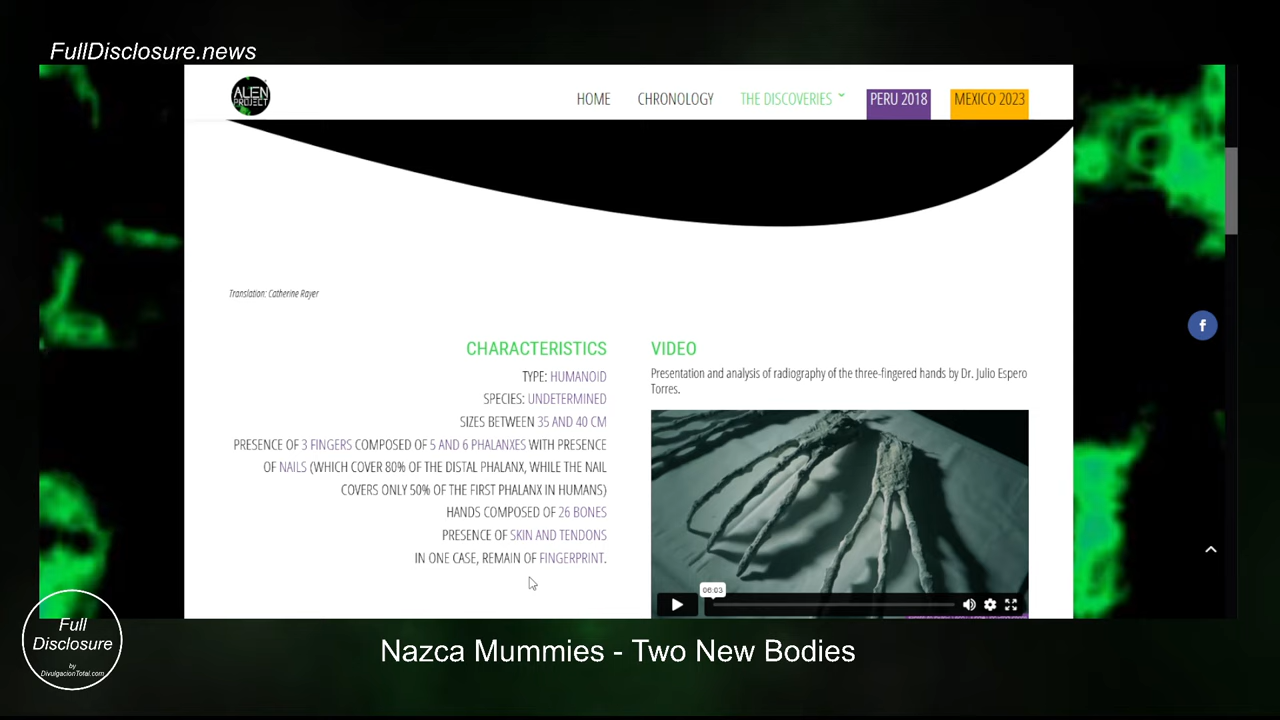 FullDisclosure.news
ALIEN
PROJECT
HOME
CHRONOLOGY
THE DISCOVERIES
PERU 2018
MEXICO 2023
Translation: Catherine Rayer
CHARACTERISTICS
TYPE: HUMANOID
SPECIES: UNDETERMINED
SIZES BETWEEN 35 AND 40 CM
PRESENCE OF 3 FINGERS COMPOSED OF 5 AND 6 PHALANXES WITH PRESENCE
OF NAILS (WHICH COVER 80% OF THE DISTAL PHALANX, WHILE THE NAIL
COVERS ONLY 50% OF THE FIRST PHALANX IN HUMANS)
HANDS COMPOSED OF 26 BONES
PRESENCE OF SKIN AND TENDONS
IN ONE CASE, REMAIN OF FINGERPRINT.
VIDEO
Presentation and analysis of radiography of the three-fingered hands by Dr. Julio Espero
Torres.
06:03
f
Full
Disclosure
by
DivulgacionTotal.com
Nazca Mummies - Two New Bodies